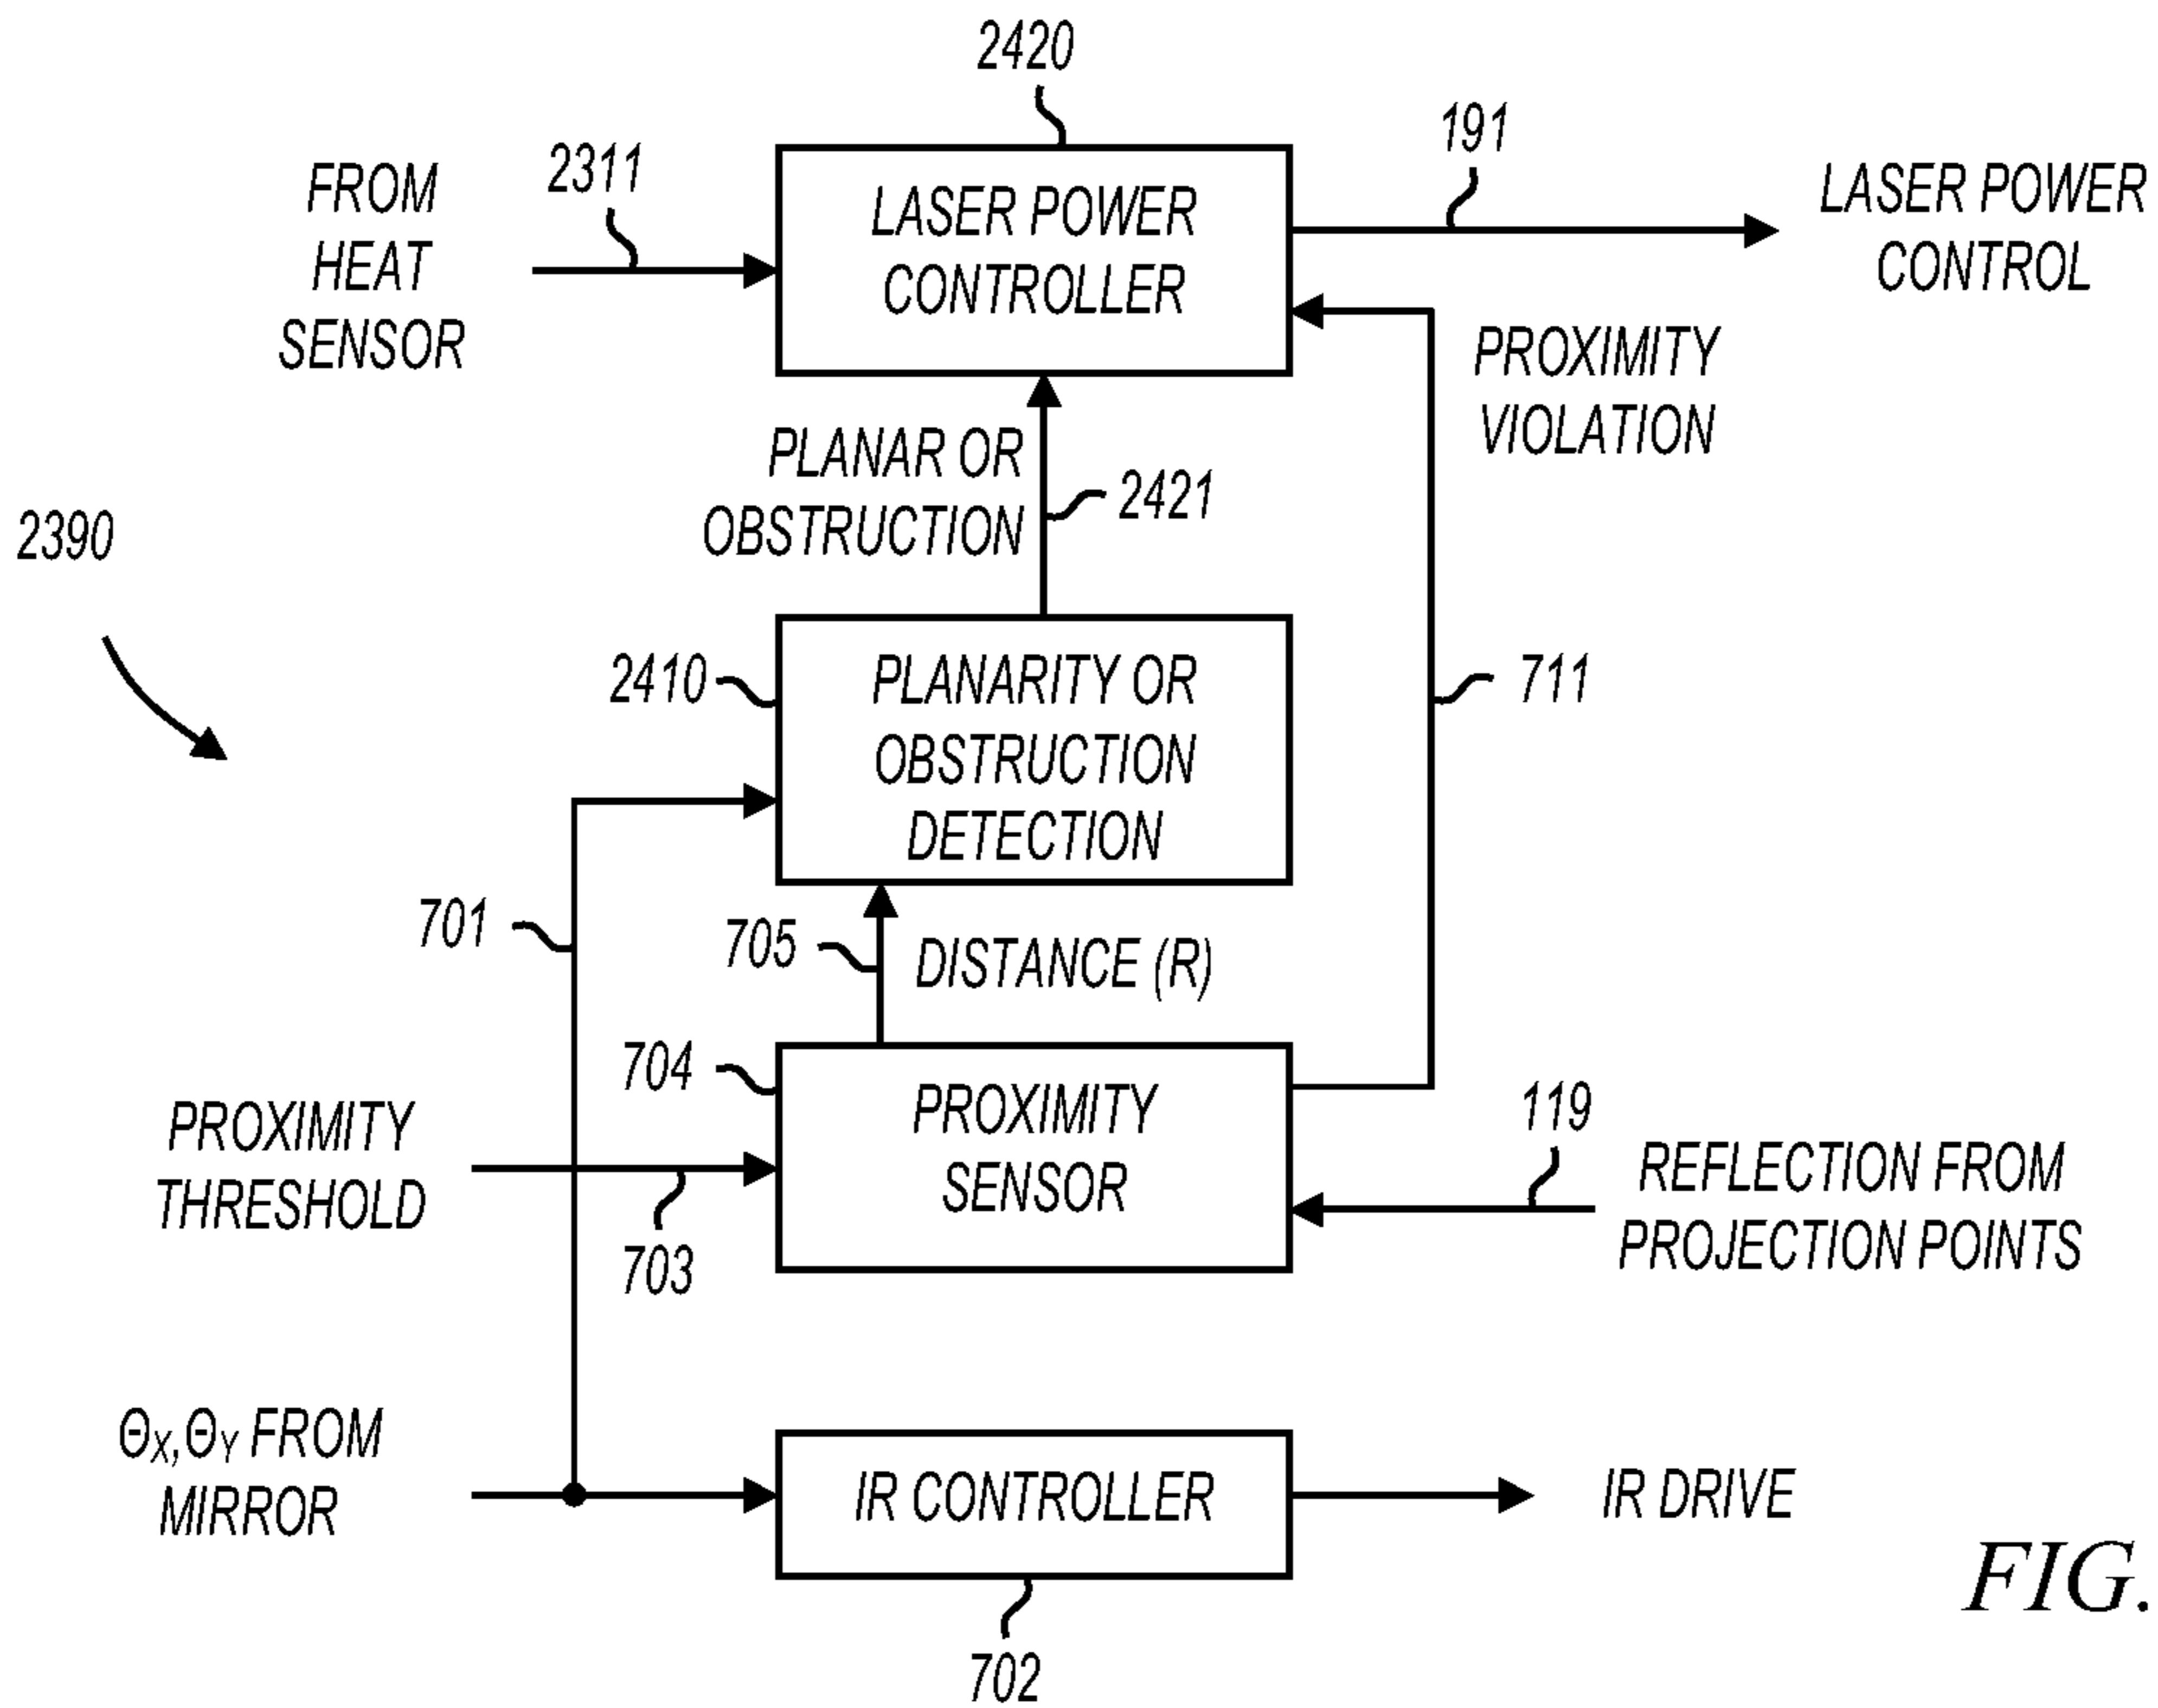 2420
191
2311
FROM
HEAT
SENSOR
LASER POWER
CONTROLLER
LASER POWER
CONTROL
PROXIMITY
VIOLATION
PLANAR OR
OBSTRUCTION
2421
2390
2410
PLANARITY OR
OBSTRUCTION
DETECTION
711
701
705
DISTANCE (R)
704
PROXIMITY
SENSOR
119
PROXIMITY
THRESHOLD
703
REFLECTION FROM
PROJECTION POINTS
ΘX,ΘY FROM
MIRROR
IR CONTROLLER
IR DRIVE
702
FIG.